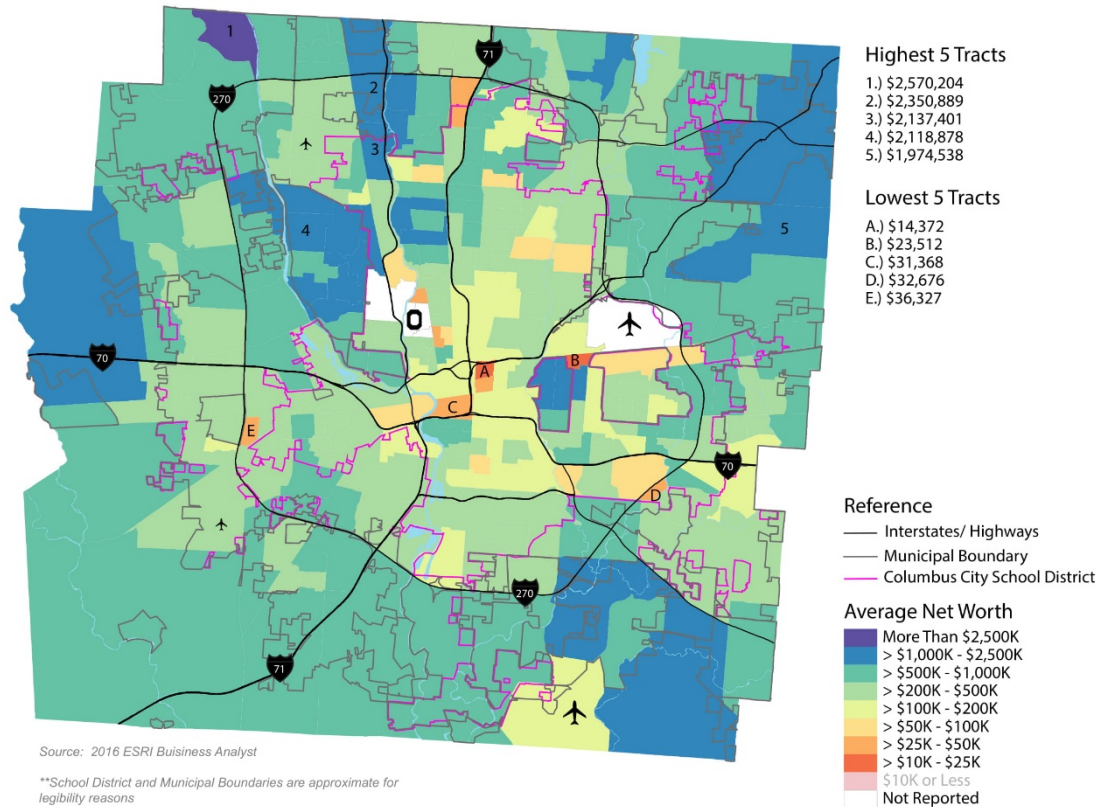 1
71
270
2
3
4
5
70
A
B
C
E
D
70
270
71
Highest 5 Tracts
1.) $2,570,204
2.) $2350,889
3.) $2,137,401
4.) $2,118,878
5.) $1,974,538
Lowest 5 Tracts
A.) $14,372
B.) $23,512
C.) $31,368
D.) $32,676
E.) $36,327
Reference
Interstates/ Highways
Municipal Boundary
Columbus City School District
Average Net Worth
More Than $2,500K
> $1,000K - $2,500K
> $500K - $1,000K
> $200K - $500K
> $100K - $200K
> $50K - $100K
> $25K - $50K
> $10K - $25K
$10K or Less
Not Reported
Source: 2016 ESRI Buisiness Analyst
**School District and Municipal Boundaries are approximate for
legibility reasons